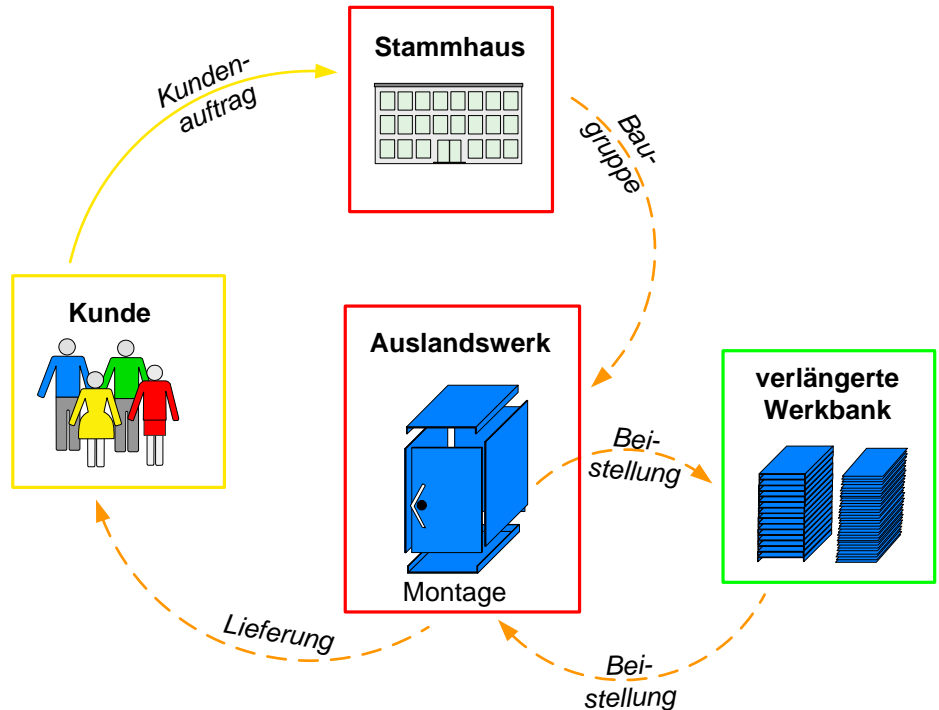 Stammhaus
Kunden-
auftrag
Bau-
gruppe
Kunde
Auslandswerk
verlängerte
Werkbank
Bei-
stellung
Montage
Lieferung
Bei-
stellung